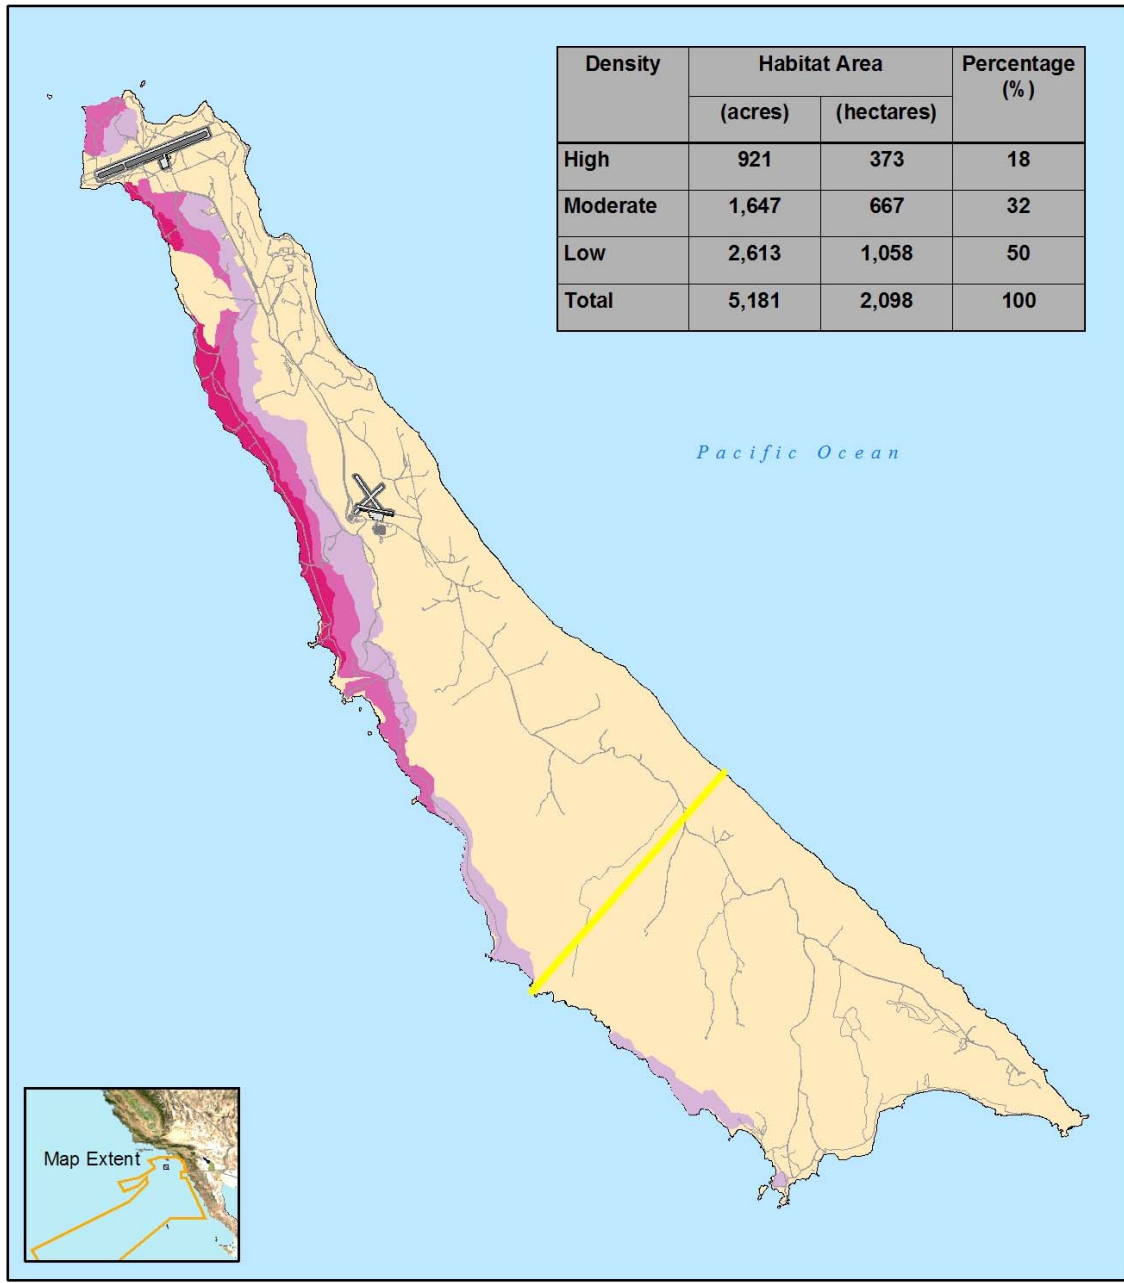 Density Habitat Area Percentage (%)
(acres) (hectares)
High 921 373 18
Moderate 1,647 667 32
Low 2,613 1,058 50
Total 5,181 2,098 100
Pacific Ocean
Map Extent